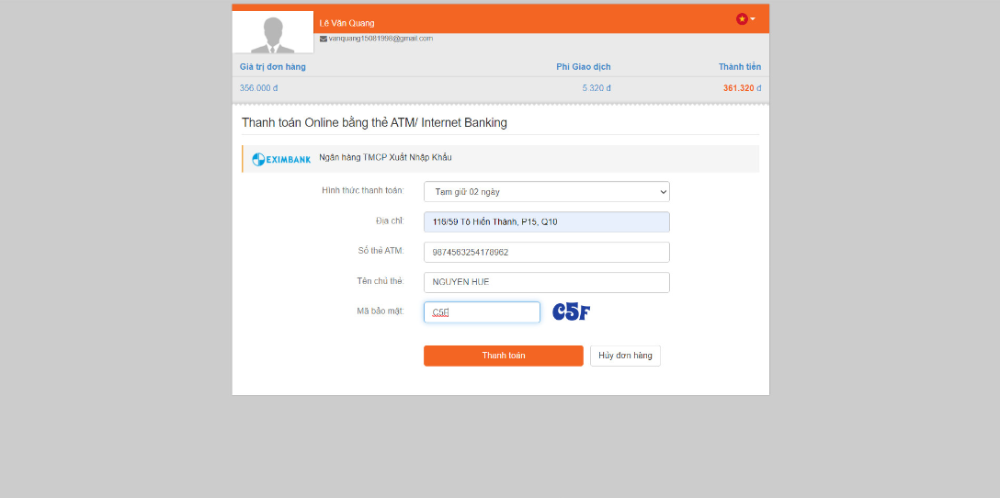 Lê Văn Quang
vanquang15081998@gmail.com
Giá trị đơn hàng Phí Giao dịch Thành tiền
356.000 đ 5.320 đ 361.320 đ
Thanh toán Online bằng thẻ ATM/ Internet Banking
EXIMBANK Ngân hàng TMCP Xuất Nhập Khẩu
Hình thức thanh toán: Tạm giữ 02 ngày
Địa chỉ: 116/59 Tô Hiến Thành, P15, Q10
Số thẻ ATM: 9874563254178962
Tên chủ thẻ: NGUYEN HUE
Mã bảo mật: C5F C5F
Thanh toán Hủy đơn hàng